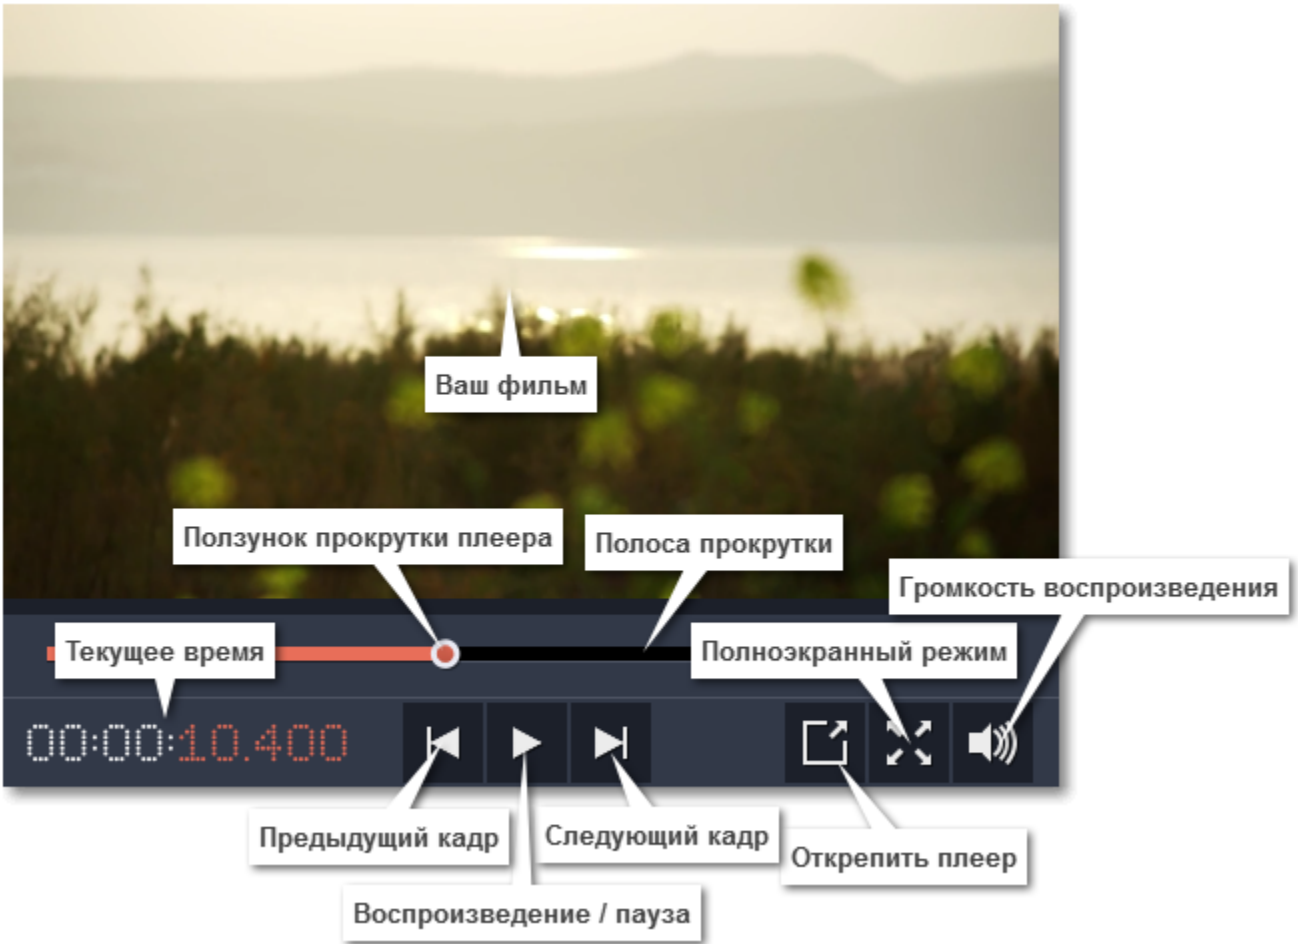 Ваш фильм
Ползунок прокрутки плеера
Полоса прокрутки
Громкость воспроизведения
Текущее время
Полноэкранный режим
00:00:10.400
Предыдущий кадр
Следующий кадр
Открепить плеер
Воспроизведение / пауза